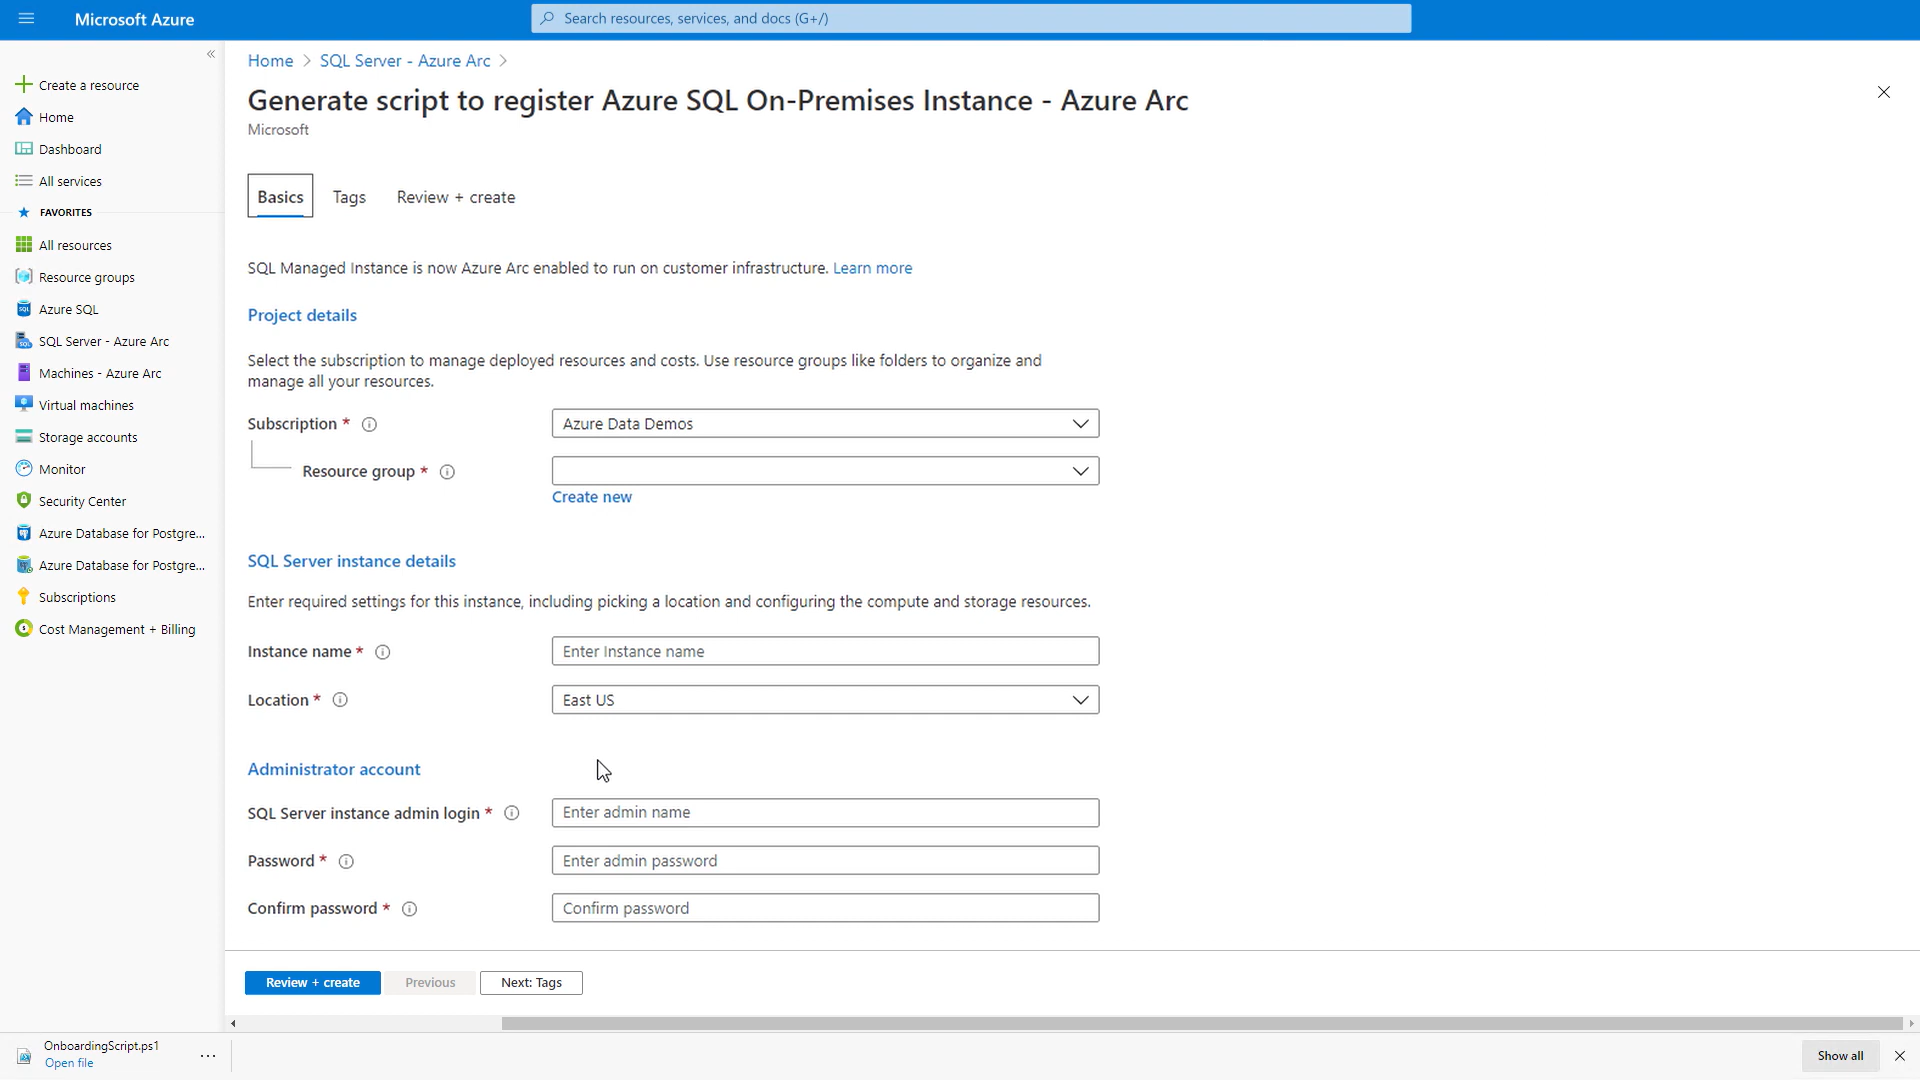 Microsoft Azure
Search resources, services, and docs (G+/)
«
Create a resource
Home
Dashboard
All services
FAVORITES
All resources
Resource groups
Azure SQL
SQL Server - Azure Arc
Machines - Azure Arc
Virtual machines
Storage accounts
Monitor
Security Center
Azure Database for Postgre...
Azure Database for Postgre...
Subscriptions
Cost Management + Billing
Home > SQL Server - Azure Arc >
Generate script to register Azure SQL On-Premises Instance - Azure Arc
Microsoft
Basics Tags Review + create
SQL Managed Instance is now Azure Arc enabled to run on customer infrastructure. Learn more
Project details
Select the subscription to manage deployed resources and costs. Use resource groups like folders to organize and
manage all your resources.
Subscription * Azure Data Demos
Resource group *
Create new
SQL Server instance details
Enter required settings for this instance, including picking a location and configuring the compute and storage resources.
Instance name * Enter Instance name
Location * East US
Administrator account
SQL Server instance admin login * Enter admin name
Password * Enter admin password
Confirm password * Confirm password
Review + create Previous Next: Tags
OnboardingScript.ps1
Open file
...
Show all